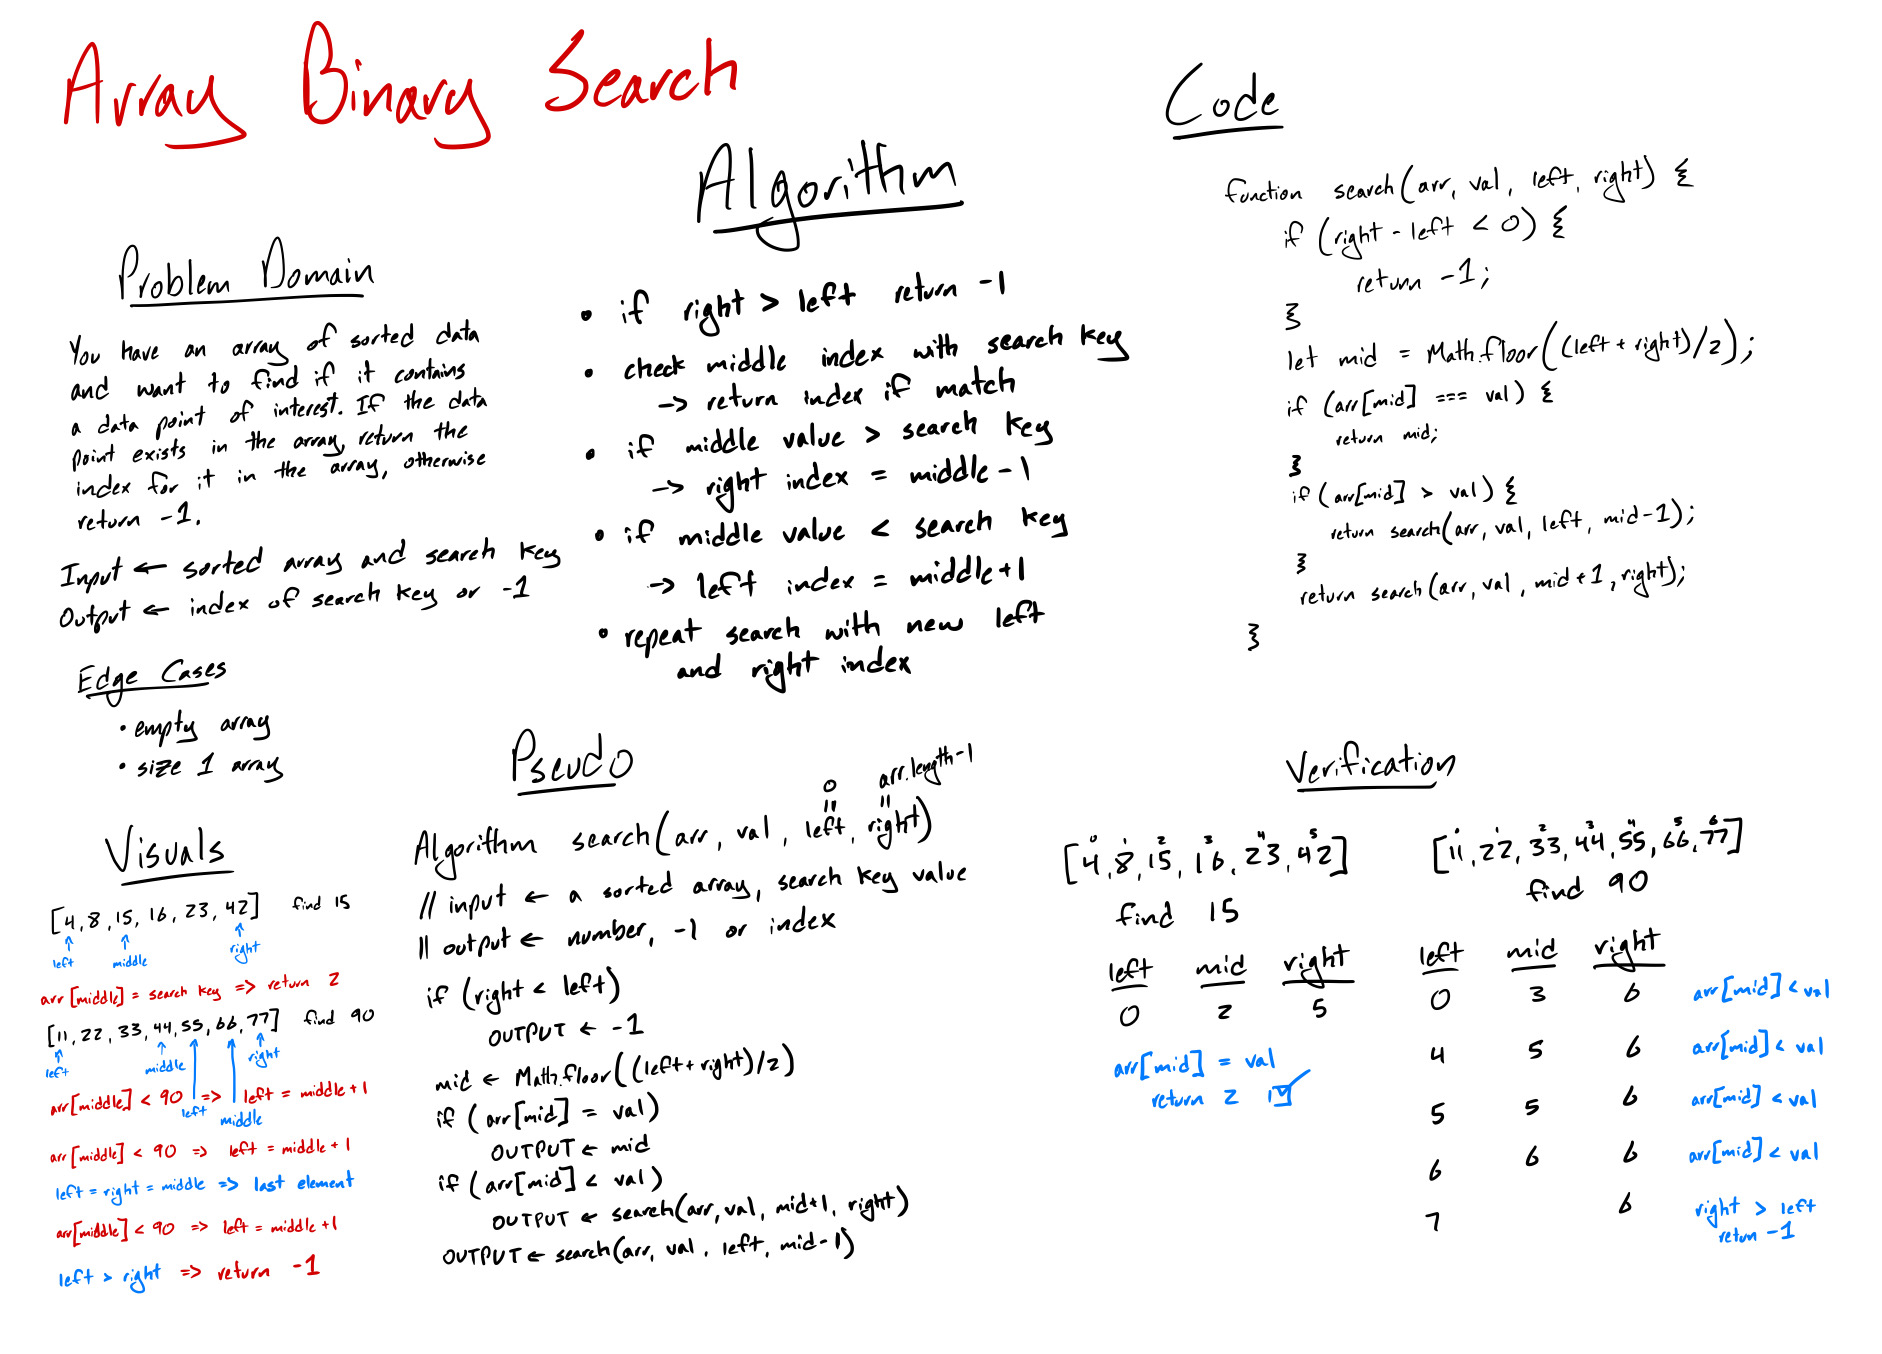 Array Binary Search
Problem Domain
You have an array of sorted data
and want to find if it contains
a data point of interest. If the data
point exists in the array, return the
index for it in the array, otherwise
return -1.
Input ← sorted array and search key
Output ← index of search key or -1
Edge Cases
• empty array
• size 1 array
Visuals
[4, 8, 15, 16, 23, 42] find 15
↑ ↑ ↑
left middle right
arr[middle] = search key => return 2
[11, 22, 33, 44, 55, 66, 77] find 90
left middle right
arr[middle] < 90 => left = middle + 1
left middle
arr[middle] < 90 => left = middle + 1
left = right = middle => last element
arr[middle] < 90 => left = middle + 1
left > right => return -1
Algorithm
• if right > left return -1
• check middle index with search key
→ return index if match
• if middle value > search key
→ right index = middle - 1
• if middle value < search key
→ left index = middle + 1
• repeat search with new left
and right index
Pseudo
0 arr.length-1
= =
Algorithm search(arr, val, left, right)
// input ← a sorted array, search key value
// output ← number, -1 or index
if (right < left)
OUTPUT ← -1
mid ← Math.floor((left+right)/2)
if (arr[mid] = val)
OUTPUT ← mid
if (arr[mid] < val)
OUTPUT ← search(arr, val, mid+1, right)
OUTPUT ← search(arr, val, left, mid-1)
Code
function search(arr, val, left, right) {
if (right - left < 0) {
return -1;
}
let mid = Math.floor((left + right)/2);
if (arr[mid] === val) {
return mid;
}
if (arr[mid] > val) {
return search(arr, val, left, mid-1);
}
return search(arr, val, mid+1, right);
}
Verification
0 1 2 3 4 5
[4, 8, 15, 16, 23, 42]
find 15
left mid right
0 2 5
arr[mid] = val
return 2
0 1 2 3 4 5 6
[11, 22, 33, 44, 55, 66, 77]
find 90
left mid right
0 3 6 arr[mid] < val
4 5 6 arr[mid] < val
5 5 6 arr[mid] < val
6 6 6 arr[mid] < val
7 6 right > left
return -1